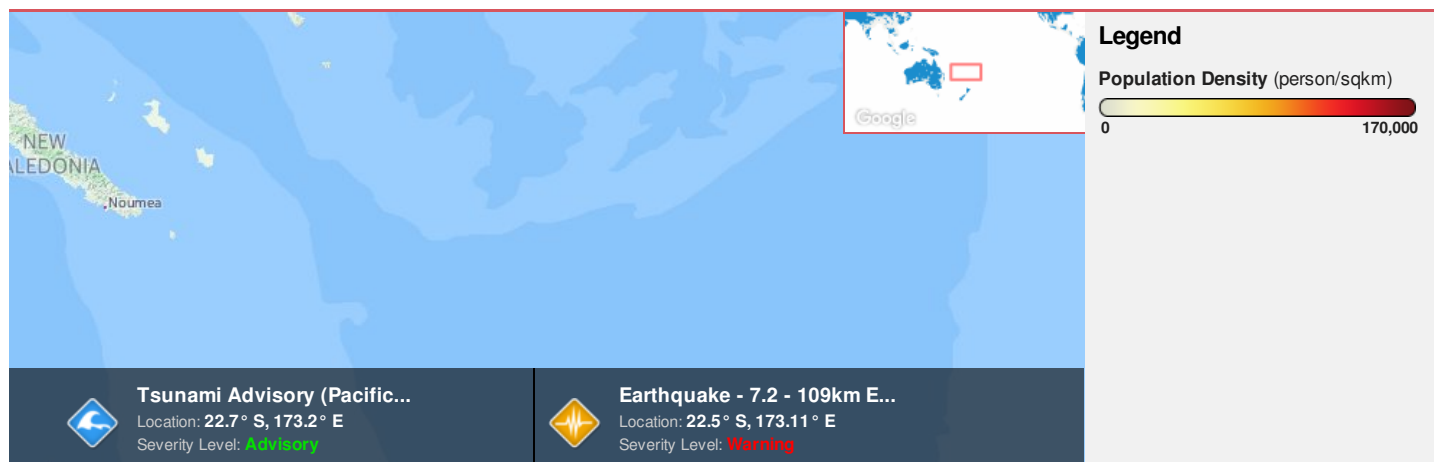 NEW
ALEDONIA
Noumea
Google
Legend
Population Density (person/sqkm)
0 170,000
Tsunami Advisory (Pacific...
Location: 22.7° S, 173.2° E
Severity Level: Advisory
Earthquake - 7.2 - 109km E...
Location: 22.5° S, 173.11° E
Severity Level: Warning